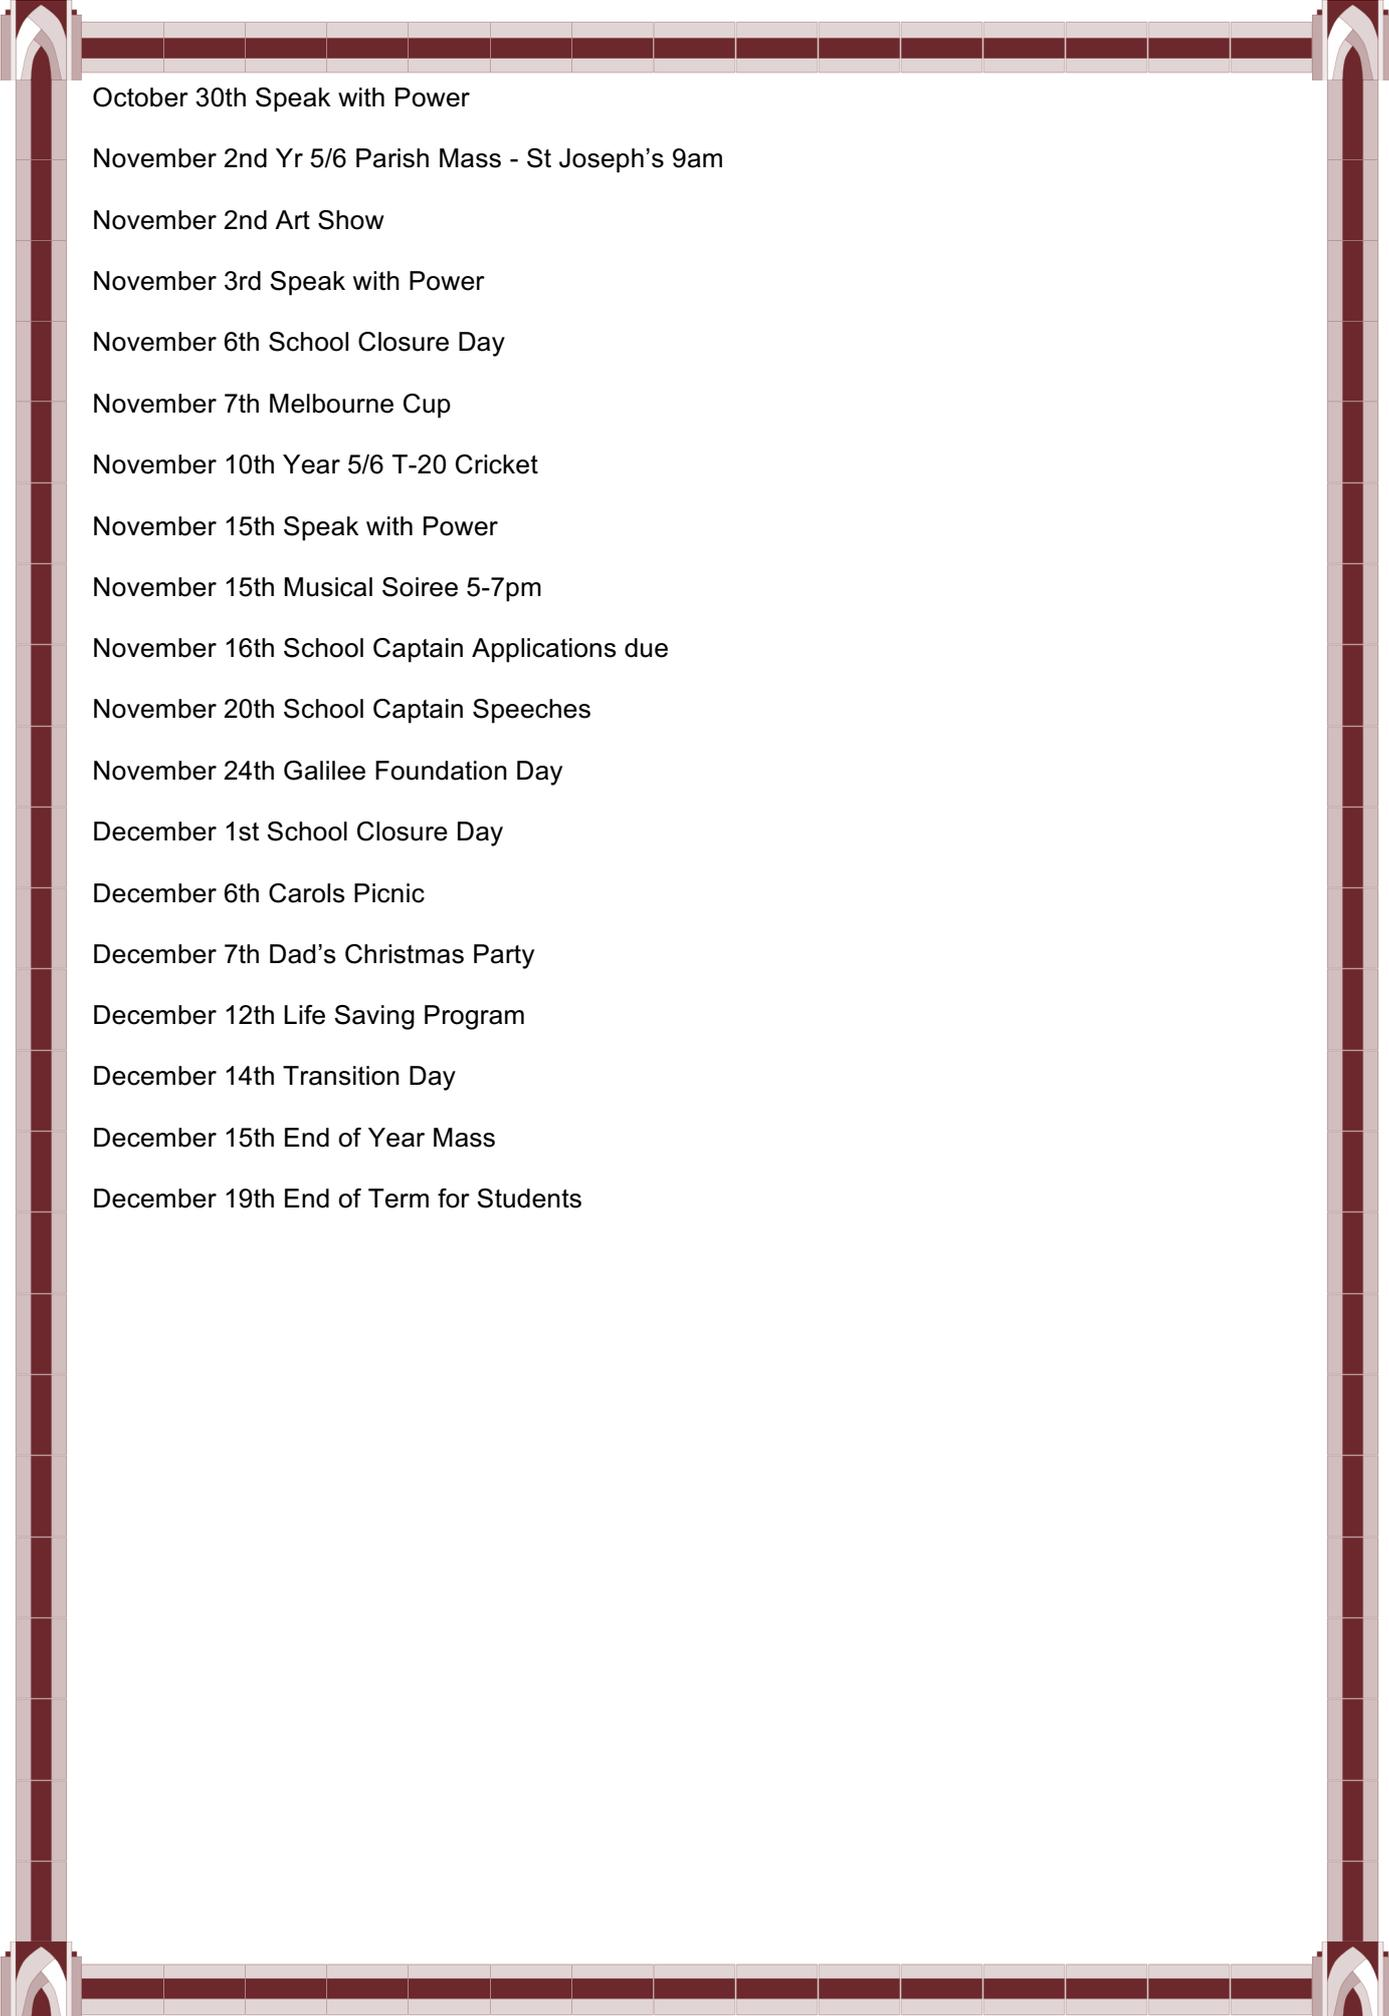 October 30th Speak with Power
November 2nd Yr 5/6 Parish Mass - St Joseph’s 9am
November 2nd Art Show
November 3rd Speak with Power
November 6th School Closure Day
November 7th Melbourne Cup
November 10th Year 5/6 T-20 Cricket
November 15th Speak with Power
November 15th Musical Soiree 5-7pm
November 16th School Captain Applications due
November 20th School Captain Speeches
November 24th Galilee Foundation Day
December 1st School Closure Day
December 6th Carols Picnic
December 7th Dad’s Christmas Party
December 12th Life Saving Program
December 14th Transition Day
December 15th End of Year Mass
December 19th End of Term for Students